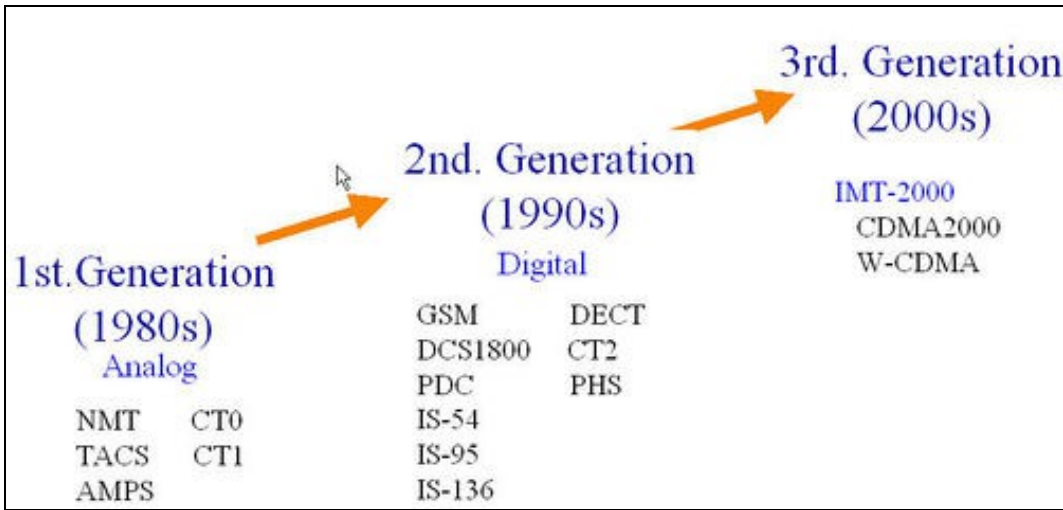 1st.Generation
(1980s)
Analog
NMT CT0
TACS CT1
AMPS
2nd. Generation
(1990s)
Digital
GSM DECT
DCS1800 CT2
PDC PHS
IS-54
IS-95
IS-136
3rd. Generation
(2000s)
IMT-2000
CDMA2000
W-CDMA